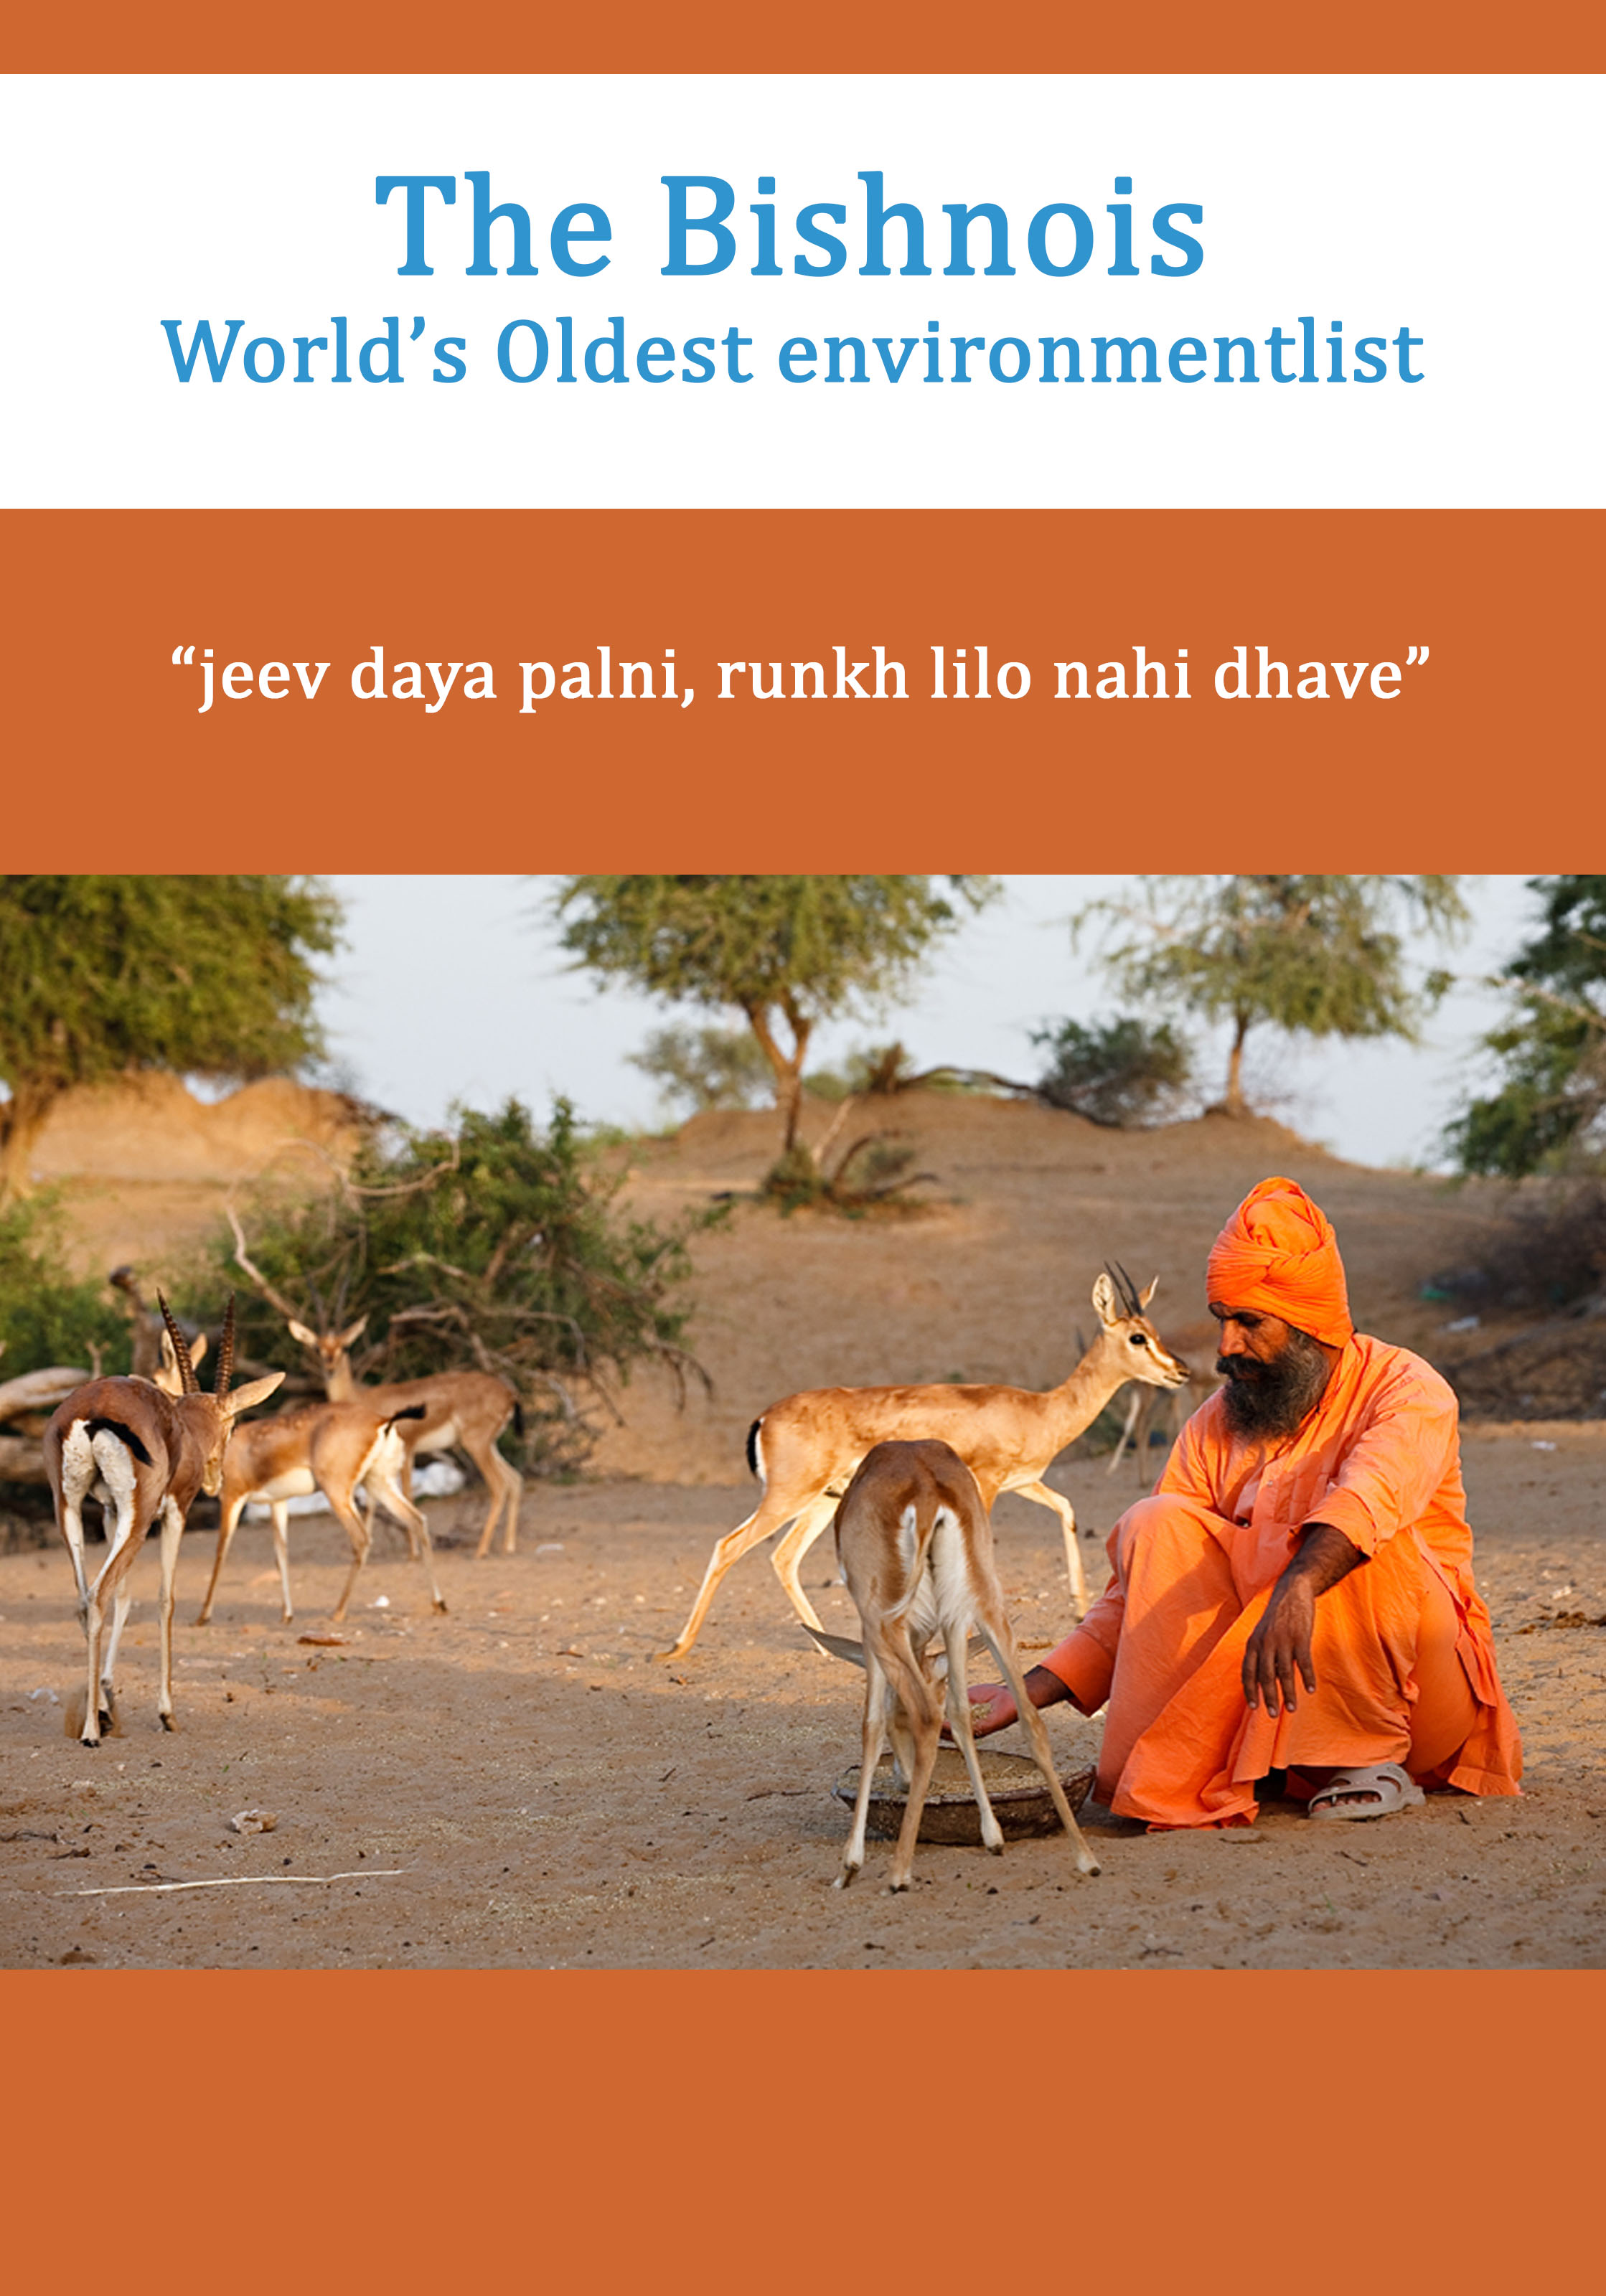 The Bishnois
World’s Oldest environmentlist
“jeev daya palni, runkh lilo nahi dhave”